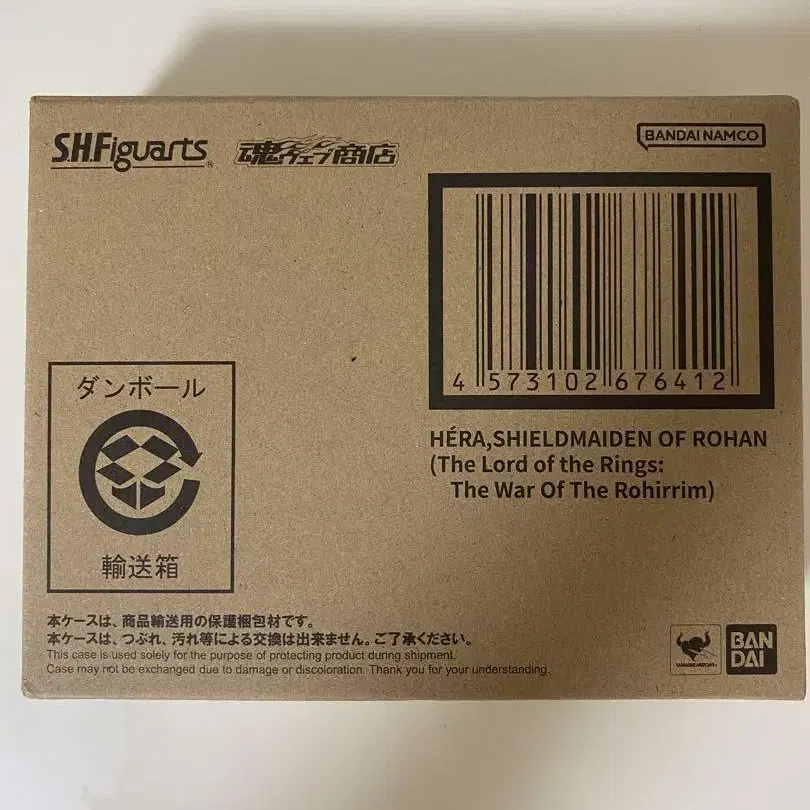 S.H.Figuarts
魂ウェブ商店
BANDAI NAMCO
4 573102 676412
HÉRA,SHIELDMAIDEN OF ROHAN
(The Lord of the Rings:
The War Of The Rohirrim)
ダンボール
輸送箱
本ケースは、商品輸送用の保護梱包材です。
本ケースは、つぶれ、汚れ等による交換は出来ません。ご了承ください。
This case is used solely for the purpose of protecting product during shipment.
Case may not be exchanged due to damage or discoloration. Thank you for your understanding.
TAMASHII NATIONS
BAN
DAI